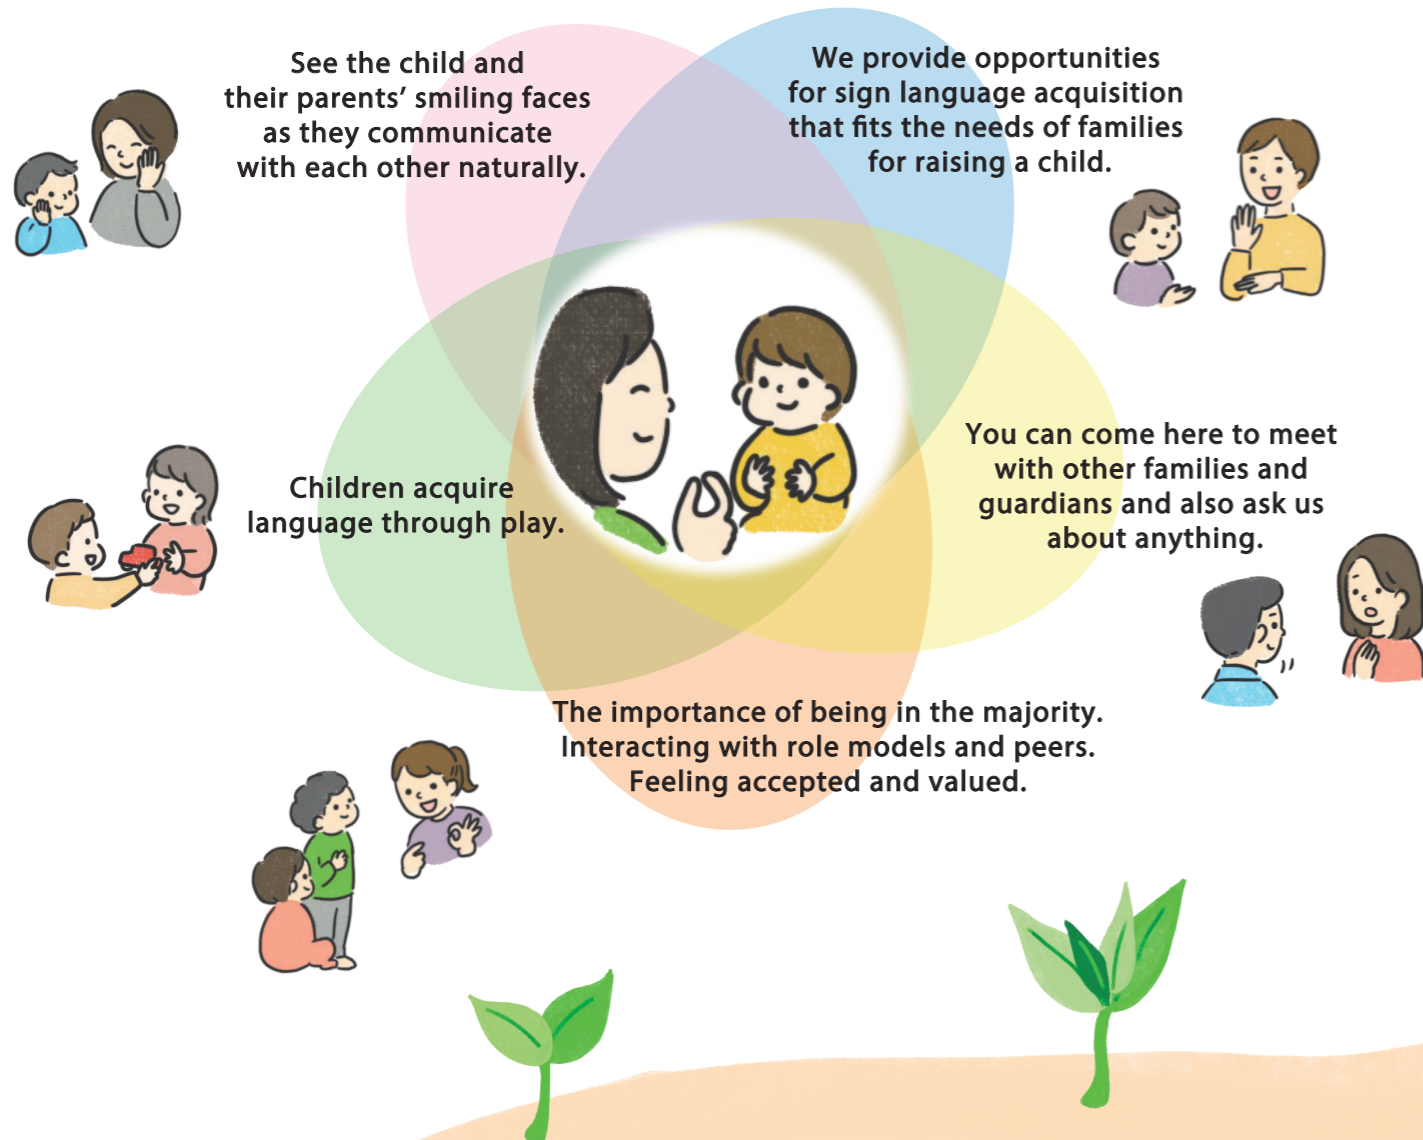 See the child and
their parents’ smiling faces
as they communicate
with each other naturally.
We provide opportunities
for sign language acquisition
that fits the needs of families
for raising a child.
Children acquire
language through play.
You can come here to meet
with other families and
guardians and also ask us
about anything.
The importance of being in the majority.
Interacting with role models and peers.
Feeling accepted and valued.